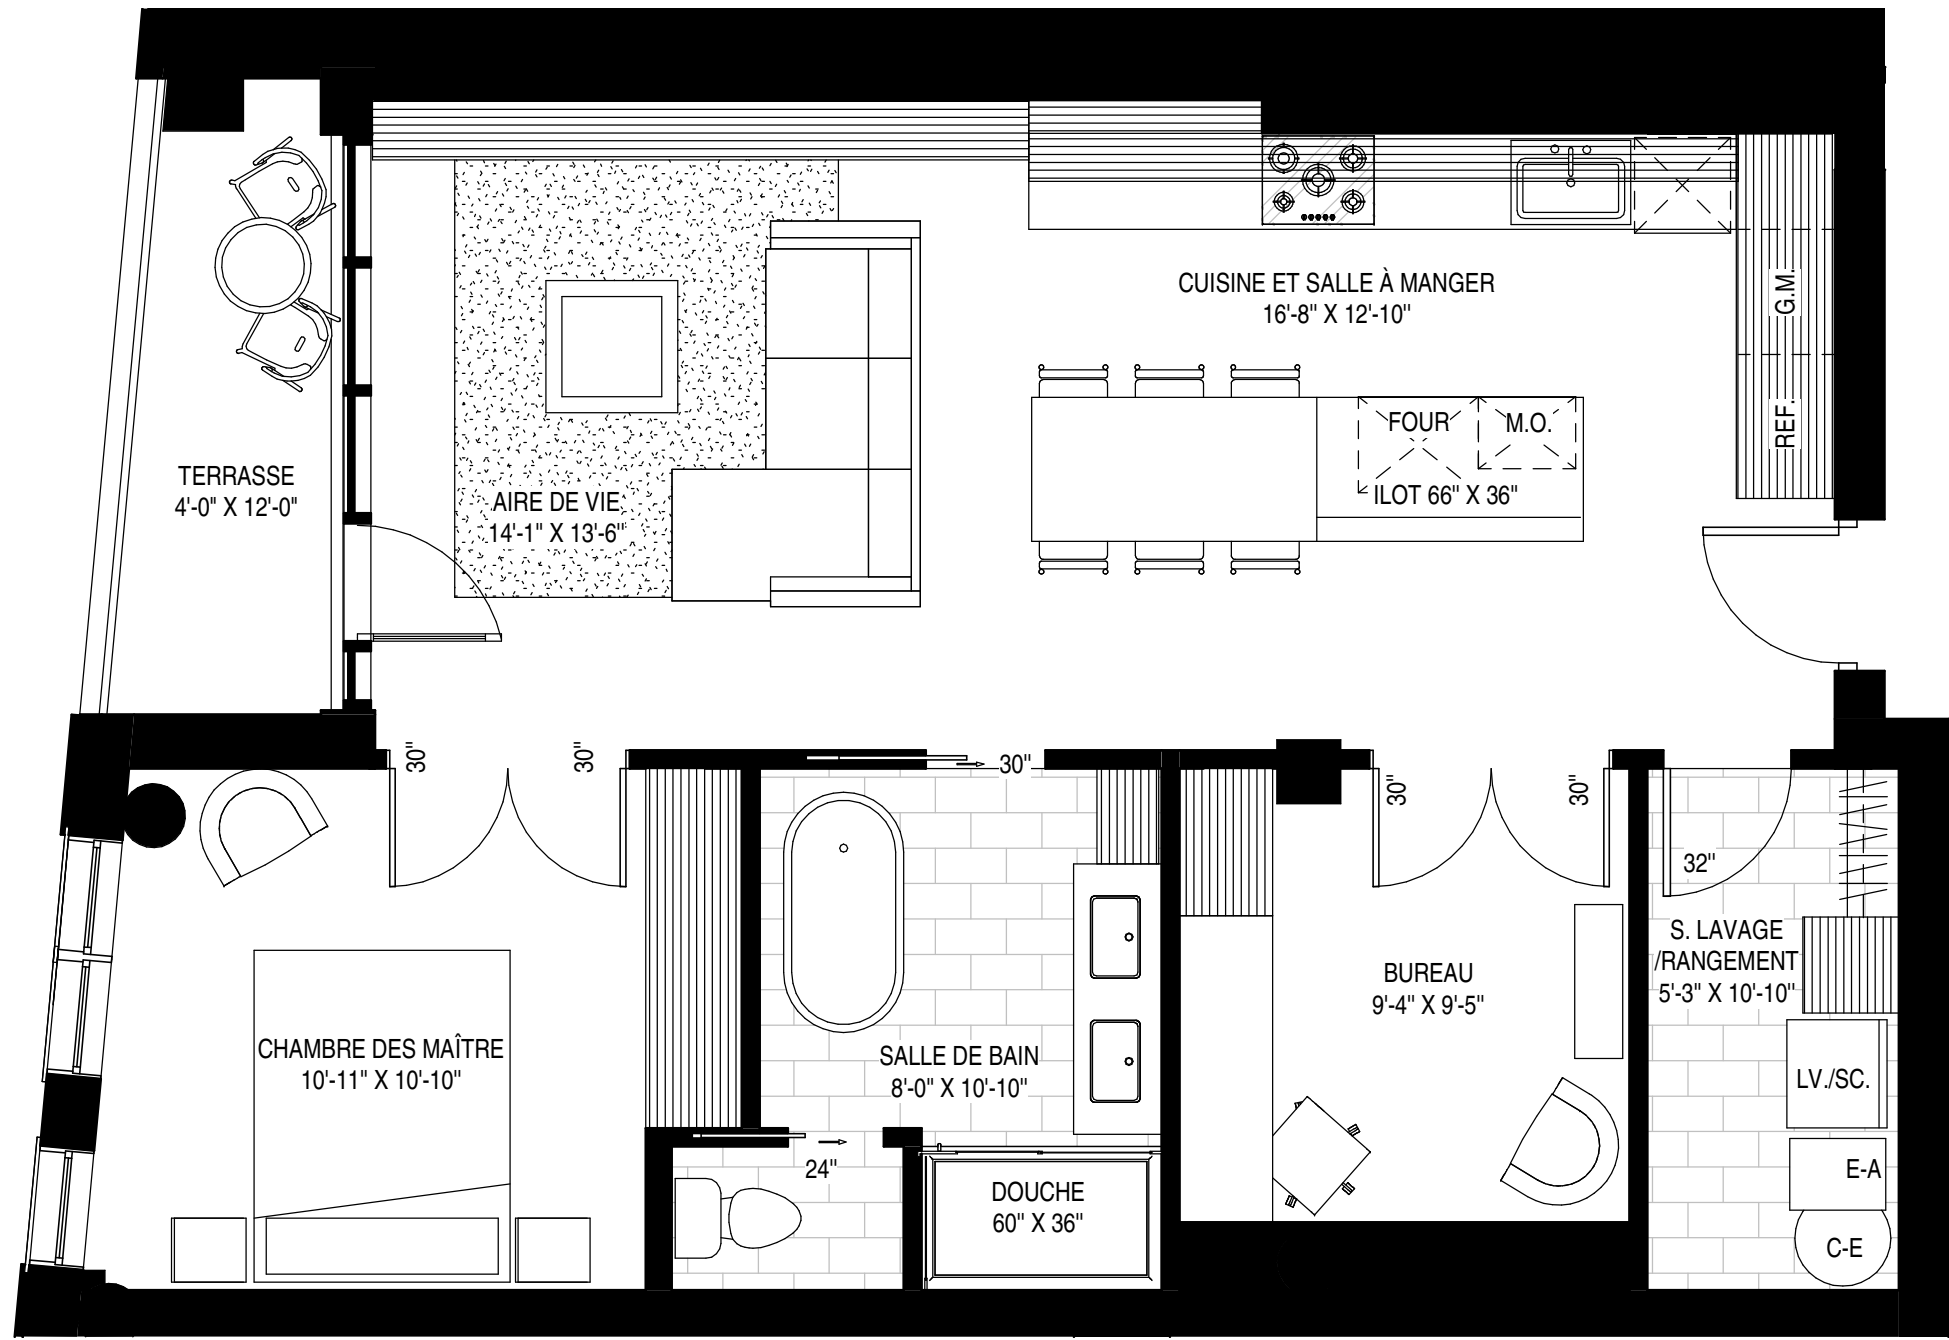 CUISINE ET SALLE À MANGER
16'-8" X 12'-10"
G.M.
REF.
FOUR
M.O.
ILOT 66" X 36"
TERRASSE
4'-0" X 12'-0"
AIRE DE VIE
14'-1" X 13'-6"
30"
30"
30"
30"
30"
32"
S. LAVAGE
/RANGEMENT
5'-3" X 10'-10"
BUREAU
9'-4" X 9'-5"
CHAMBRE DES MAÎTRE
10'-11" X 10'-10"
SALLE DE BAIN
8'-0" X 10'-10"
LV./SC.
24"
E-A
DOUCHE
60" X 36"
C-E